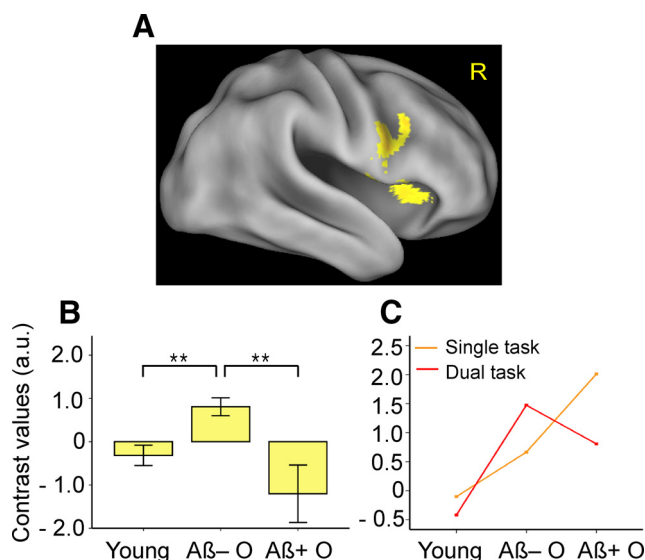 A
R
B
Contrast values (a.u.)
2.0
1.0
0
- 1.0
- 2.0
**
**
Young
Aß– O
Aß+ O
C
2.5
2.0
1.5
1.0
0.5
0
- 0.5
Single task
Dual task
Young
Aß– O
Aß+ O